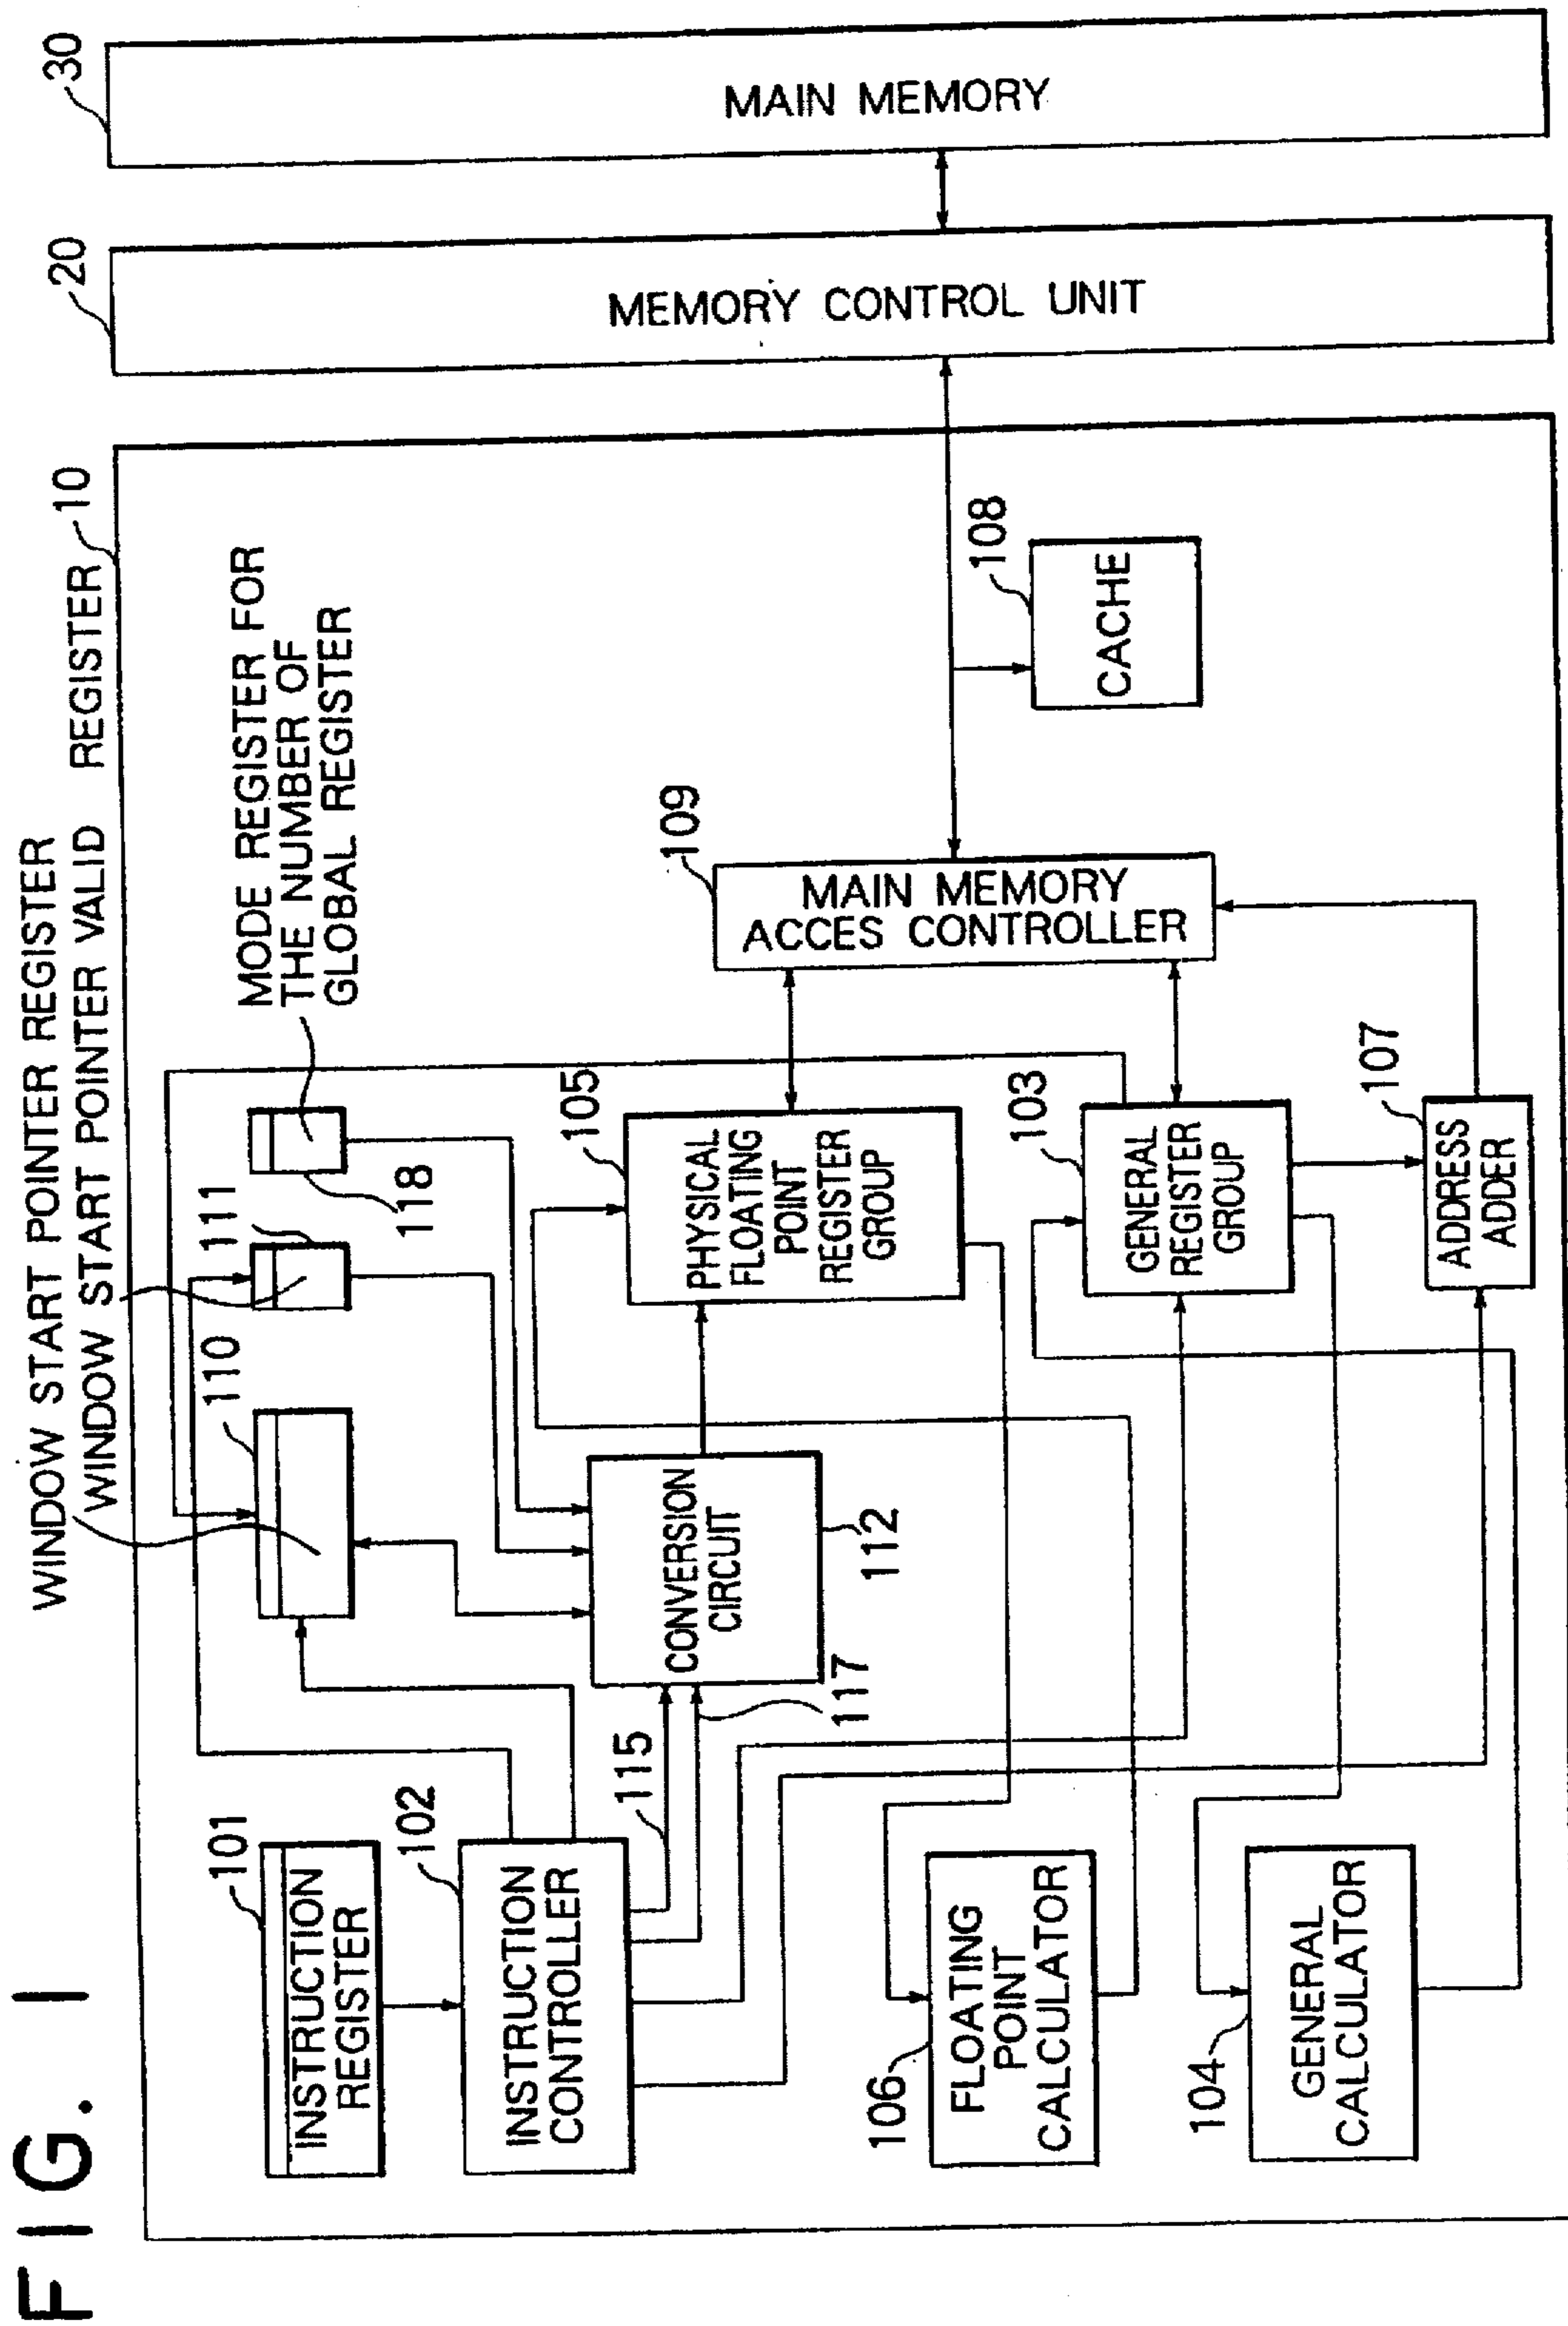 FIG. 1
WINDOW START POINTER REGISTER
WINDOW START POINTER VALID REGISTER
10
20
30
101
INSTRUCTION
REGISTER
110
111
118
MODE REGISTER FOR
THE NUMBER OF
GLOBAL REGISTER
102
INSTRUCTION
CONTROLLER
115
117
CONVERSION
CIRCUIT
112
105
PHYSICAL
FLOATING
POINT
REGISTER
GROUP
109
MAIN MEMORY
ACCES CONTROLLER
108
CACHE
MEMORY CONTROL UNIT
MAIN MEMORY
106
FLOATING
POINT
CALCULATOR
103
GENERAL
REGISTER
GROUP
104
GENERAL
CALCULATOR
107
ADDRESS
ADDER